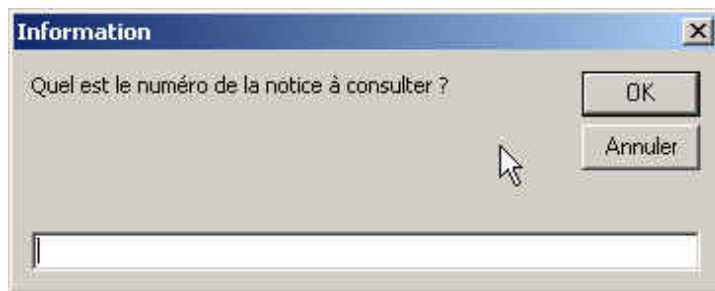 Information
Quel est le numéro de la notice à consulter ?
OK
Annuler